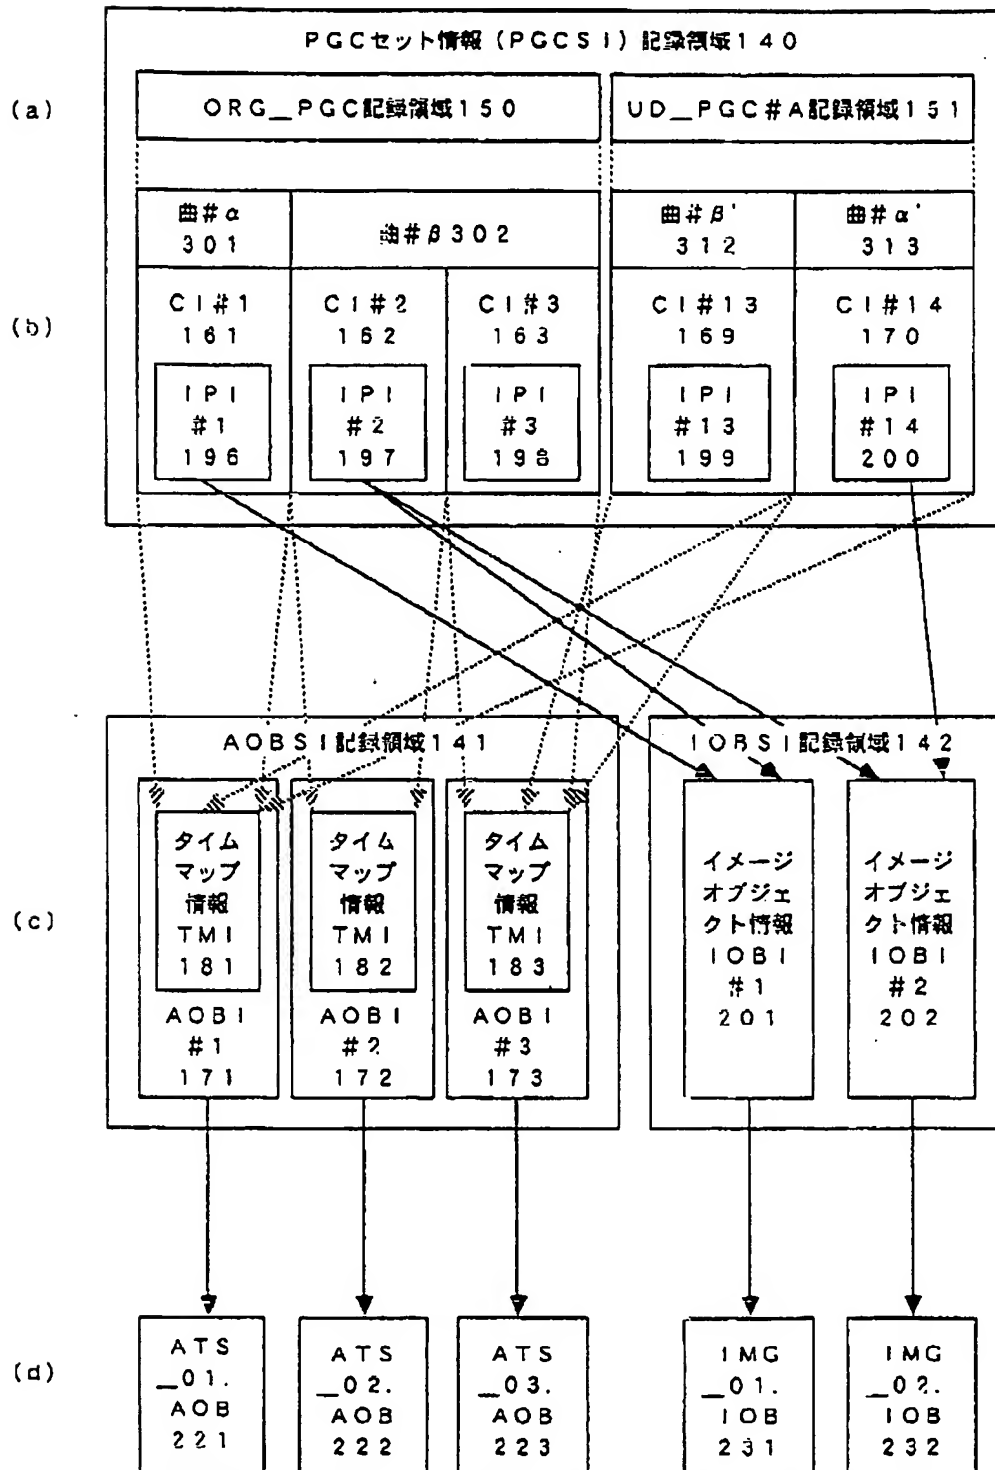 PGCセット情報(PGCSI)記録領域140
(a)
ORG__PGC記録領域150
UD__PGC#A記録領域151
曲#α
301
曲#β302
曲#β'
312
曲#α'
313
(b)
CI#1
161
CI#2
162
CI#3
163
CI#13
169
CI#14
170
IPI
#1
196
IPI
#2
197
IPI
#3
198
IPI
#13
199
IPI
#14
200
AOBSI記録領域141
IOBSI記録領域142
(c)
タイム
マップ
情報
TMI
181
タイム
マップ
情報
TMI
182
タイム
マップ
情報
TMI
183
AOBI
#1
171
AOBI
#2
172
AOBI
#3
173
イメージ
オブジェ
クト情報
IOBI
#1
201
イメージ
オブジェ
クト情報
IOBI
#2
202
(d)
ATS
__01.
AOB
221
ATS
__02.
AOB
222
ATS
__03.
AOB
223
IMG
__01.
IOB
231
IMG
__02.
IOB
232